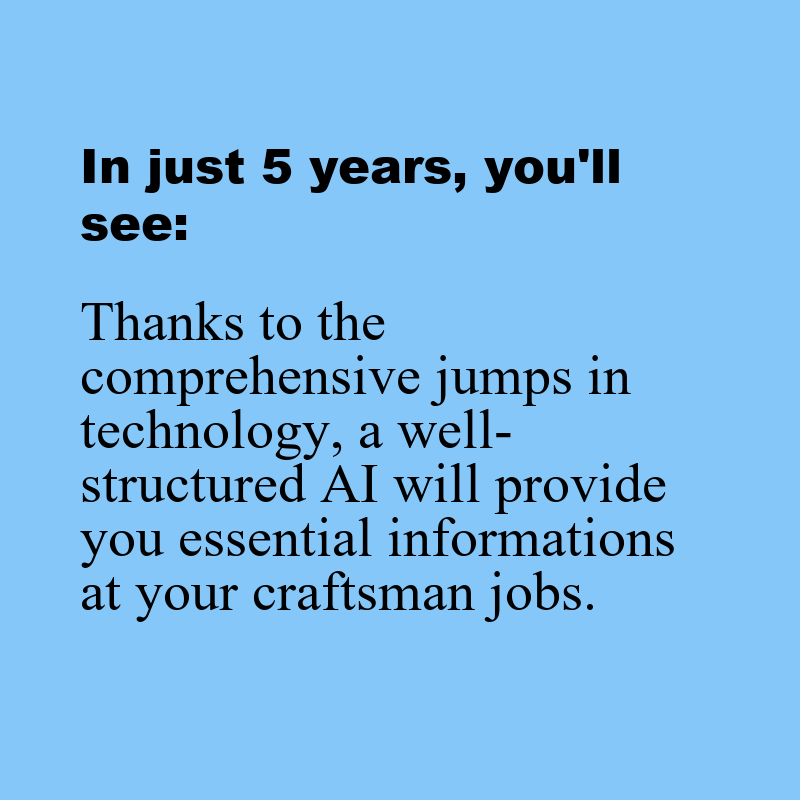 In just 5 years, you'll
see:
Thanks to the
comprehensive jumps in
technology, a well-
structured AI will provide
you essential informations
at your craftsman jobs.